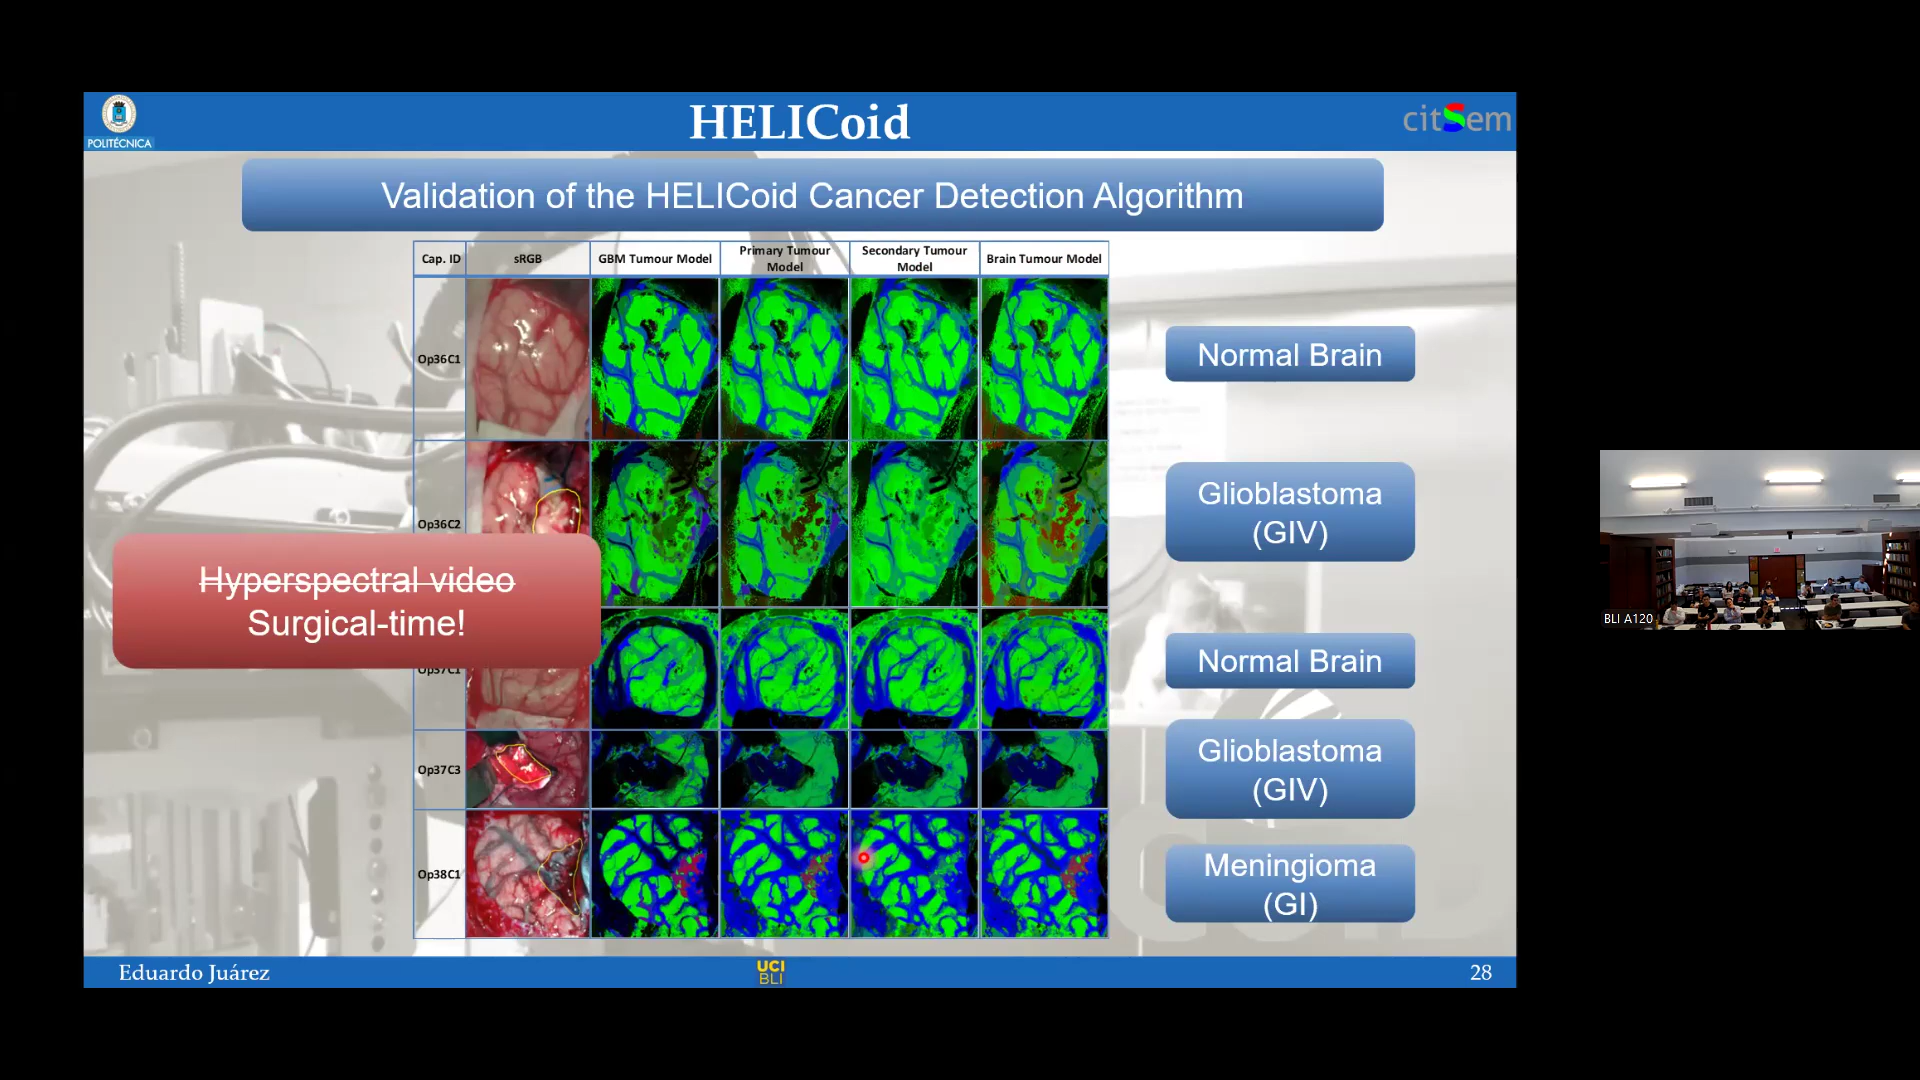 POLITÉCNICA
HELICoid
citSem
Validation of the HELICoid Cancer Detection Algorithm
Cap. ID
sRGB
GBM Tumour Model
Primary Tumour
Model
Secondary Tumour
Model
Brain Tumour Model
Op36C1
Normal Brain
Op36C2
Glioblastoma
(GIV)
Hyperspectral video
Surgical-time!
Op37C1
Normal Brain
Op37C3
Glioblastoma
(GIV)
Op38C1
Meningioma
(GI)
Eduardo Juárez
UCI
BLI
28
BLI A120